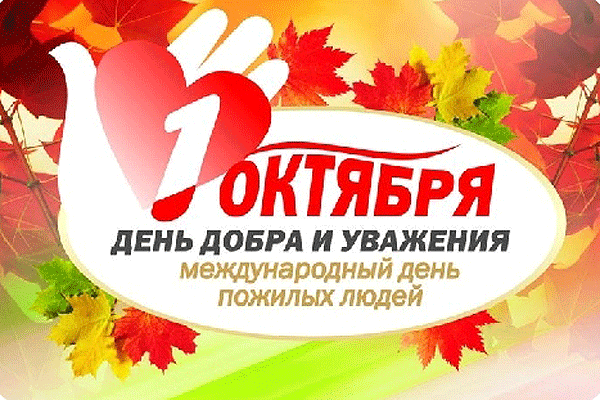 1 ОКТЯБРЯ
ДЕНЬ ДОБРА И УВАЖЕНИЯ
международный день
пожилых людей